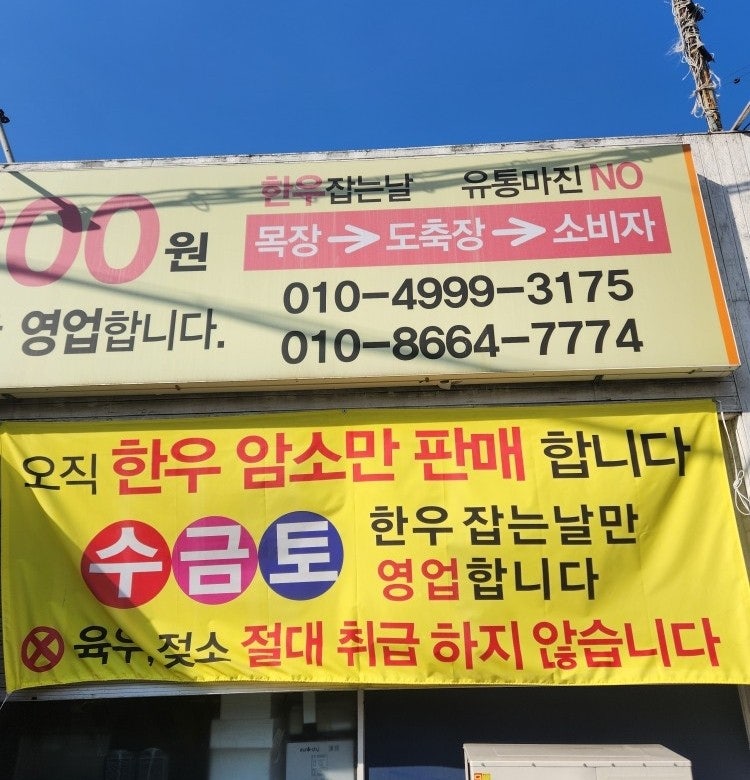 한우잡는날 유통마진 NO
00원
목장→도축장→소비자
010-4999-3175
영업합니다.
010-8664-7774
오직 한우 암소만 판매 합니다
수금토 한우 잡는날만
영업합니다
육우, 젖소 절대 취급 하지 않습니다